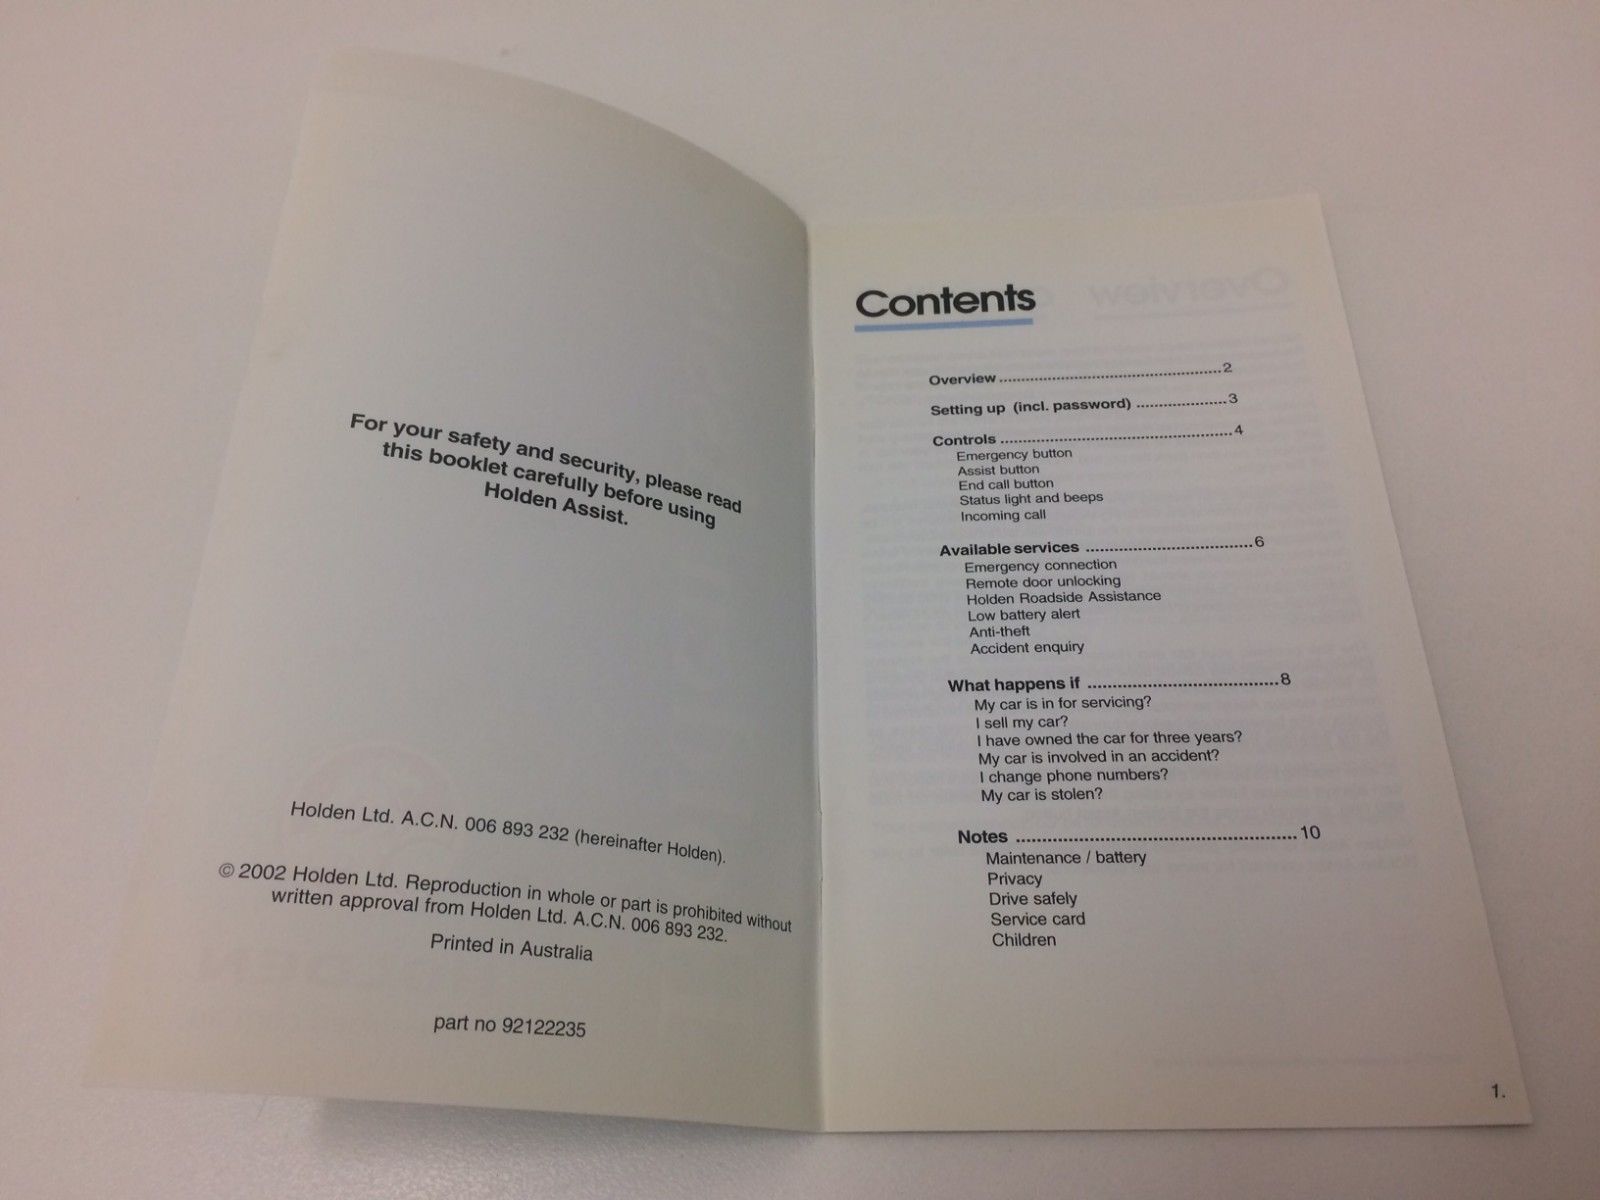 For your safety and security, please read
this booklet carefully before using
Holden Assist.
Holden Ltd. A.C.N. 006 893 232 (hereinafter Holden).
© 2002 Holden Ltd. Reproduction in whole or part is prohibited without
written approval from Holden Ltd. A.C.N. 006 893 232.
Printed in Australia
part no 92122235
Contents
Overview ............................................2
Setting up (incl. password) ...................3
Controls ..............................................4
Emergency button
Assist button
End call button
Status light and beeps
Incoming call
Available services ..................................6
Emergency connection
Remote door unlocking
Holden Roadside Assistance
Low battery alert
Anti-theft
Accident enquiry
What happens if ......................................8
My car is in for servicing?
I sell my car?
I have owned the car for three years?
My car is involved in an accident?
I change phone numbers?
My car is stolen?
Notes ....................................................10
Maintenance / battery
Privacy
Drive safely
Service card
Children
1.